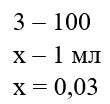 3 – 100
x – 1 мл
x = 0,03